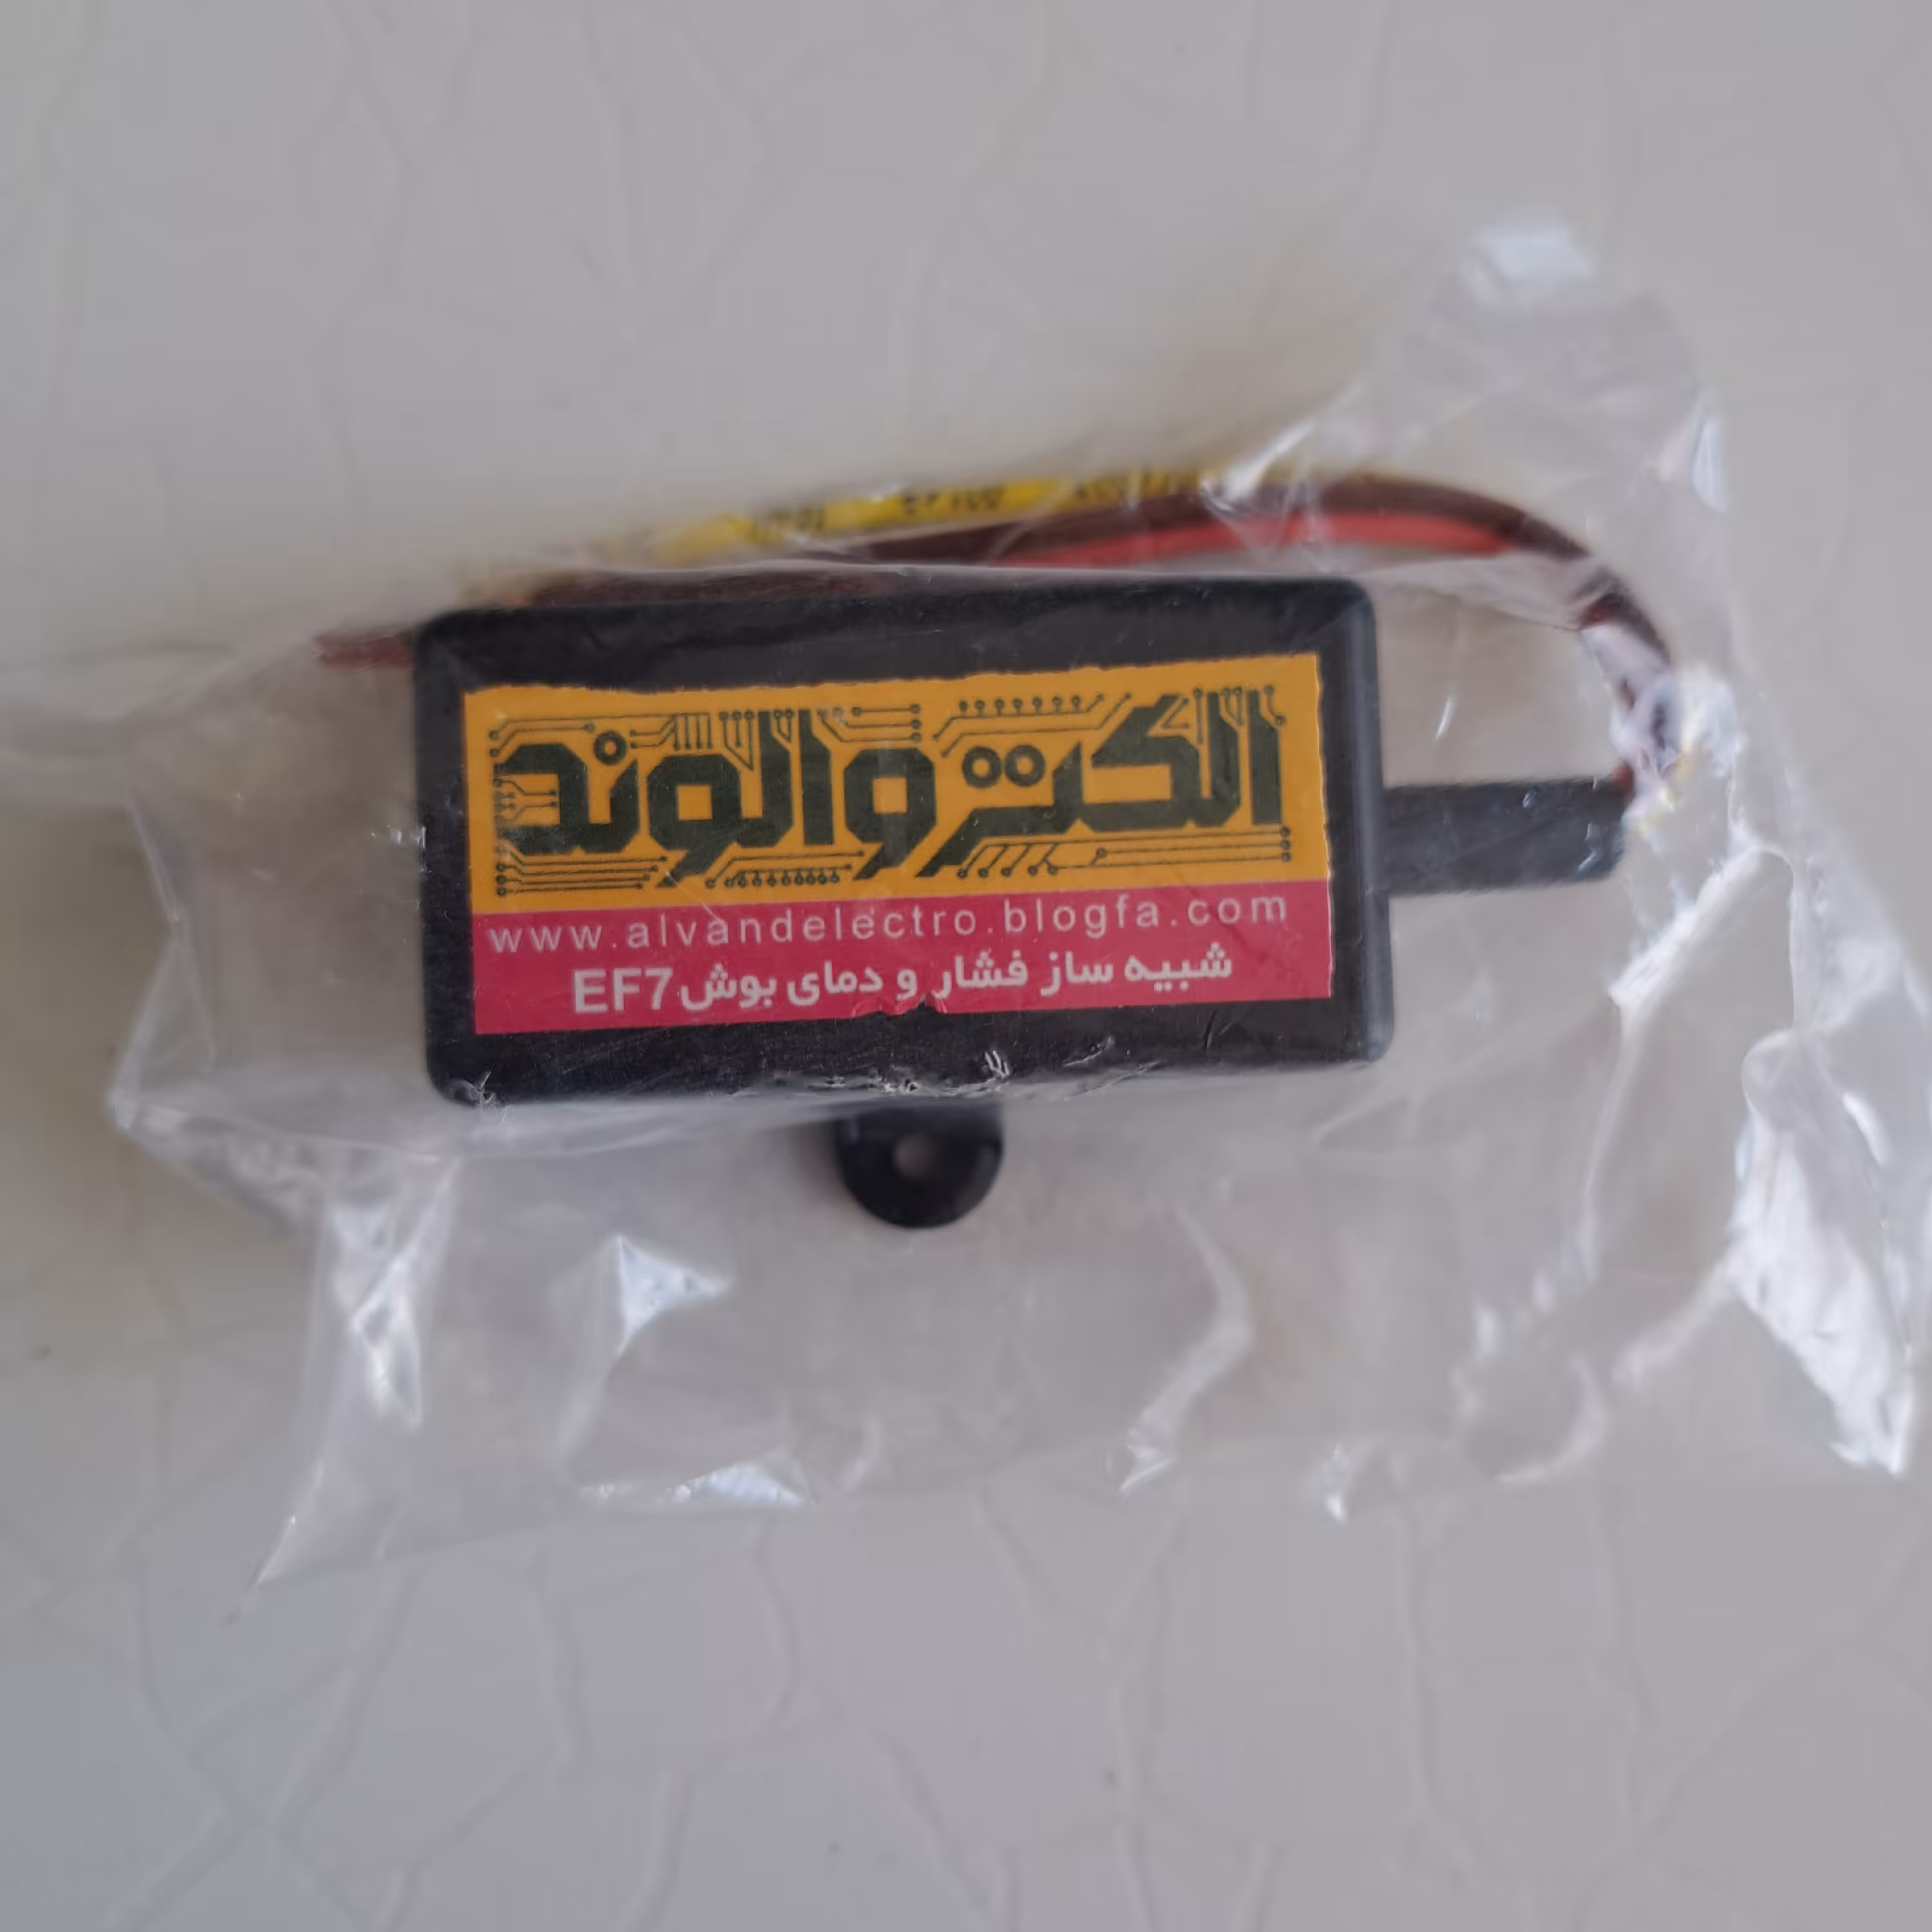 الکترو الوند
www.alvandelectro.blogfa.com
شبیه ساز فشار و دمای بوش EF7